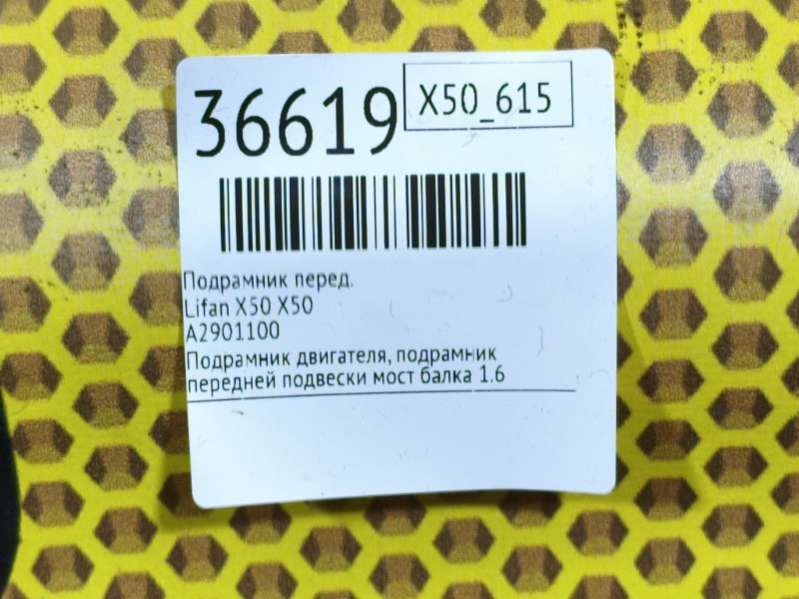 36619
X50_615
Подрамник перед.
Lifan X50 X50
A2901100
Подрамник двигателя, подрамник
передней подвески мост балка 1.6